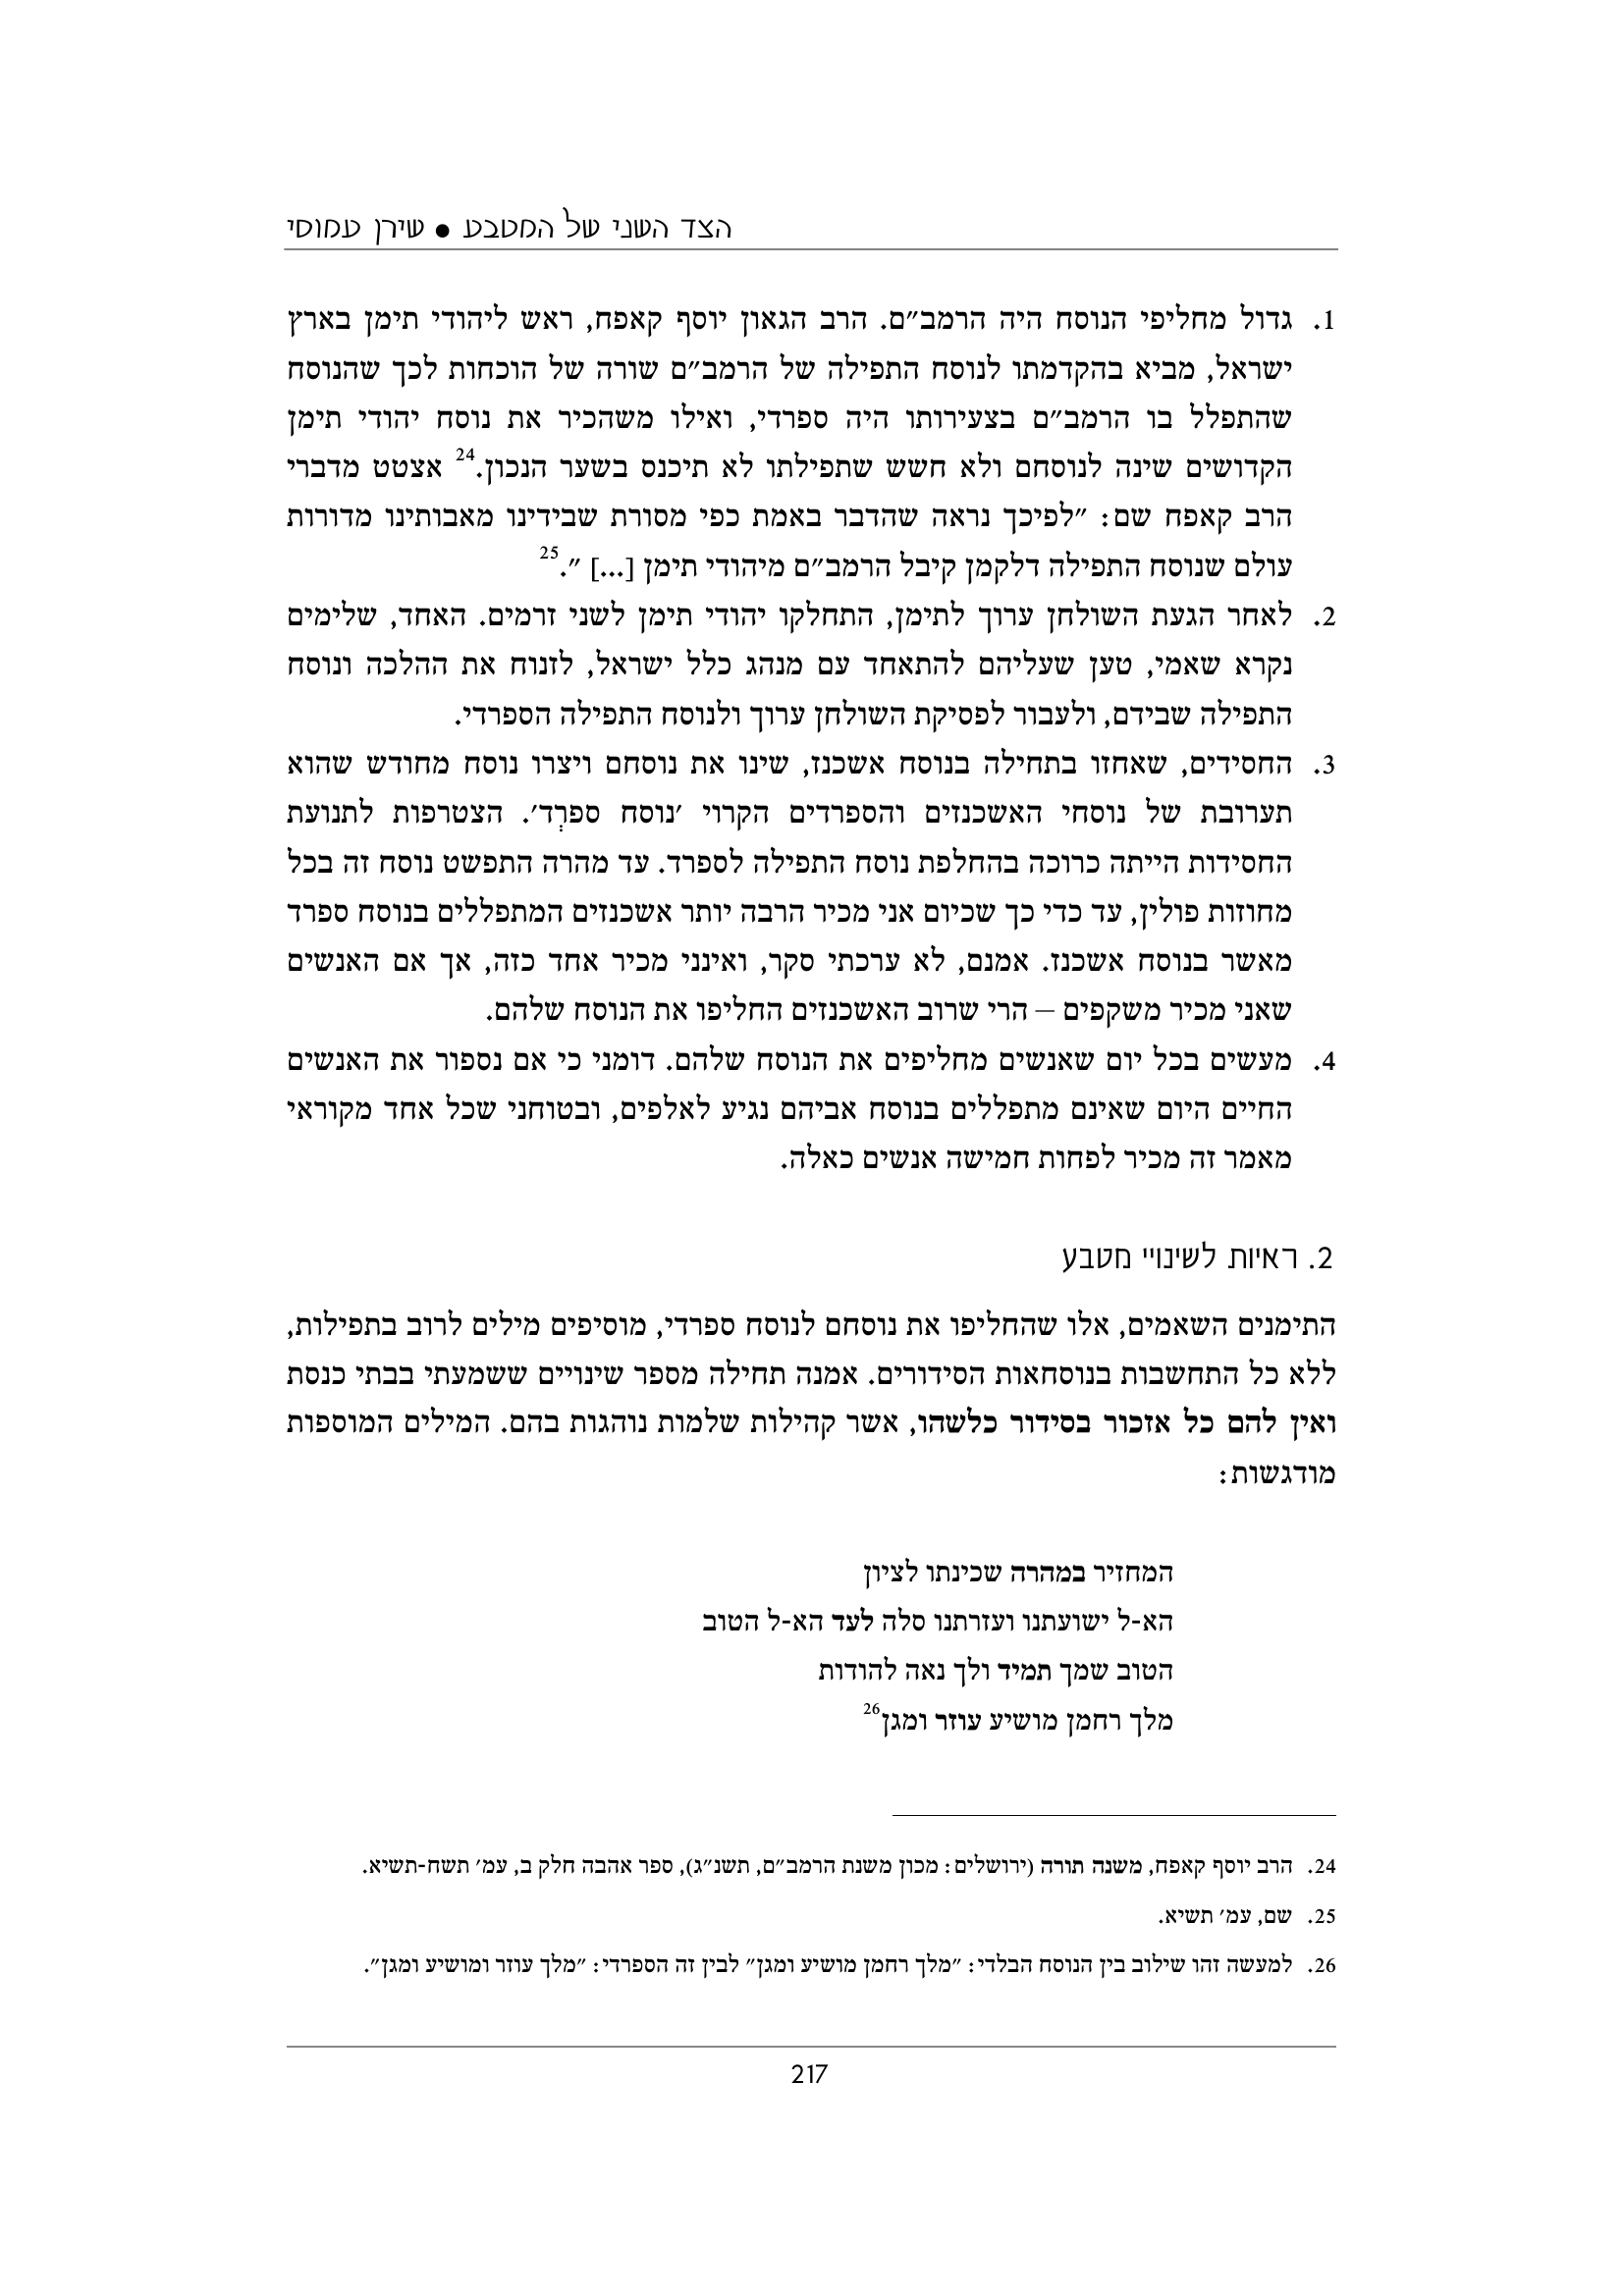 הצד השני של המטבע ● שירן עמוסי
1. גדול מחליפי הנוסח היה הרמב״ם. הרב הגאון יוסף קאפח, ראש ליהודי תימן בארץ
ישראל, מביא בהקדמתו לנוסח התפילה של הרמב״ם שורה של הוכחות לכך שהנוסח
שהתפלל בו הרמב״ם בצעירותו היה ספרדי, ואילו משהכיר את נוסח יהודי תימן
הקדושים שינה לנוסחם ולא חשש שתפילתו לא תיכנס בשער הנכון.24 אצטט מדברי
הרב קאפח שם: ״לפיכך נראה שהדבר באמת כפי מסורת שבידינו מאבותינו מדורות
עולם שנוסח התפילה דלקמן קיבל הרמב״ם מיהודי תימן [...] ״.25
2. לאחר הגעת השולחן ערוך לתימן, התחלקו יהודי תימן לשני זרמים. האחד, שלימים
נקרא שאמי, טען שעליהם להתאחד עם מנהג כלל ישראל, לזנוח את ההלכה ונוסח
התפילה שבידם, ולעבור לפסיקת השולחן ערוך ולנוסח התפילה הספרדי.
3. החסידים, שאחזו בתחילה בנוסח אשכנז, שינו את נוסחם ויצרו נוסח מחודש שהוא
תערובת של נוסחי האשכנזים והספרדים הקרוי ׳נוסח ספרְד׳. הצטרפות לתנועת
החסידות הייתה כרוכה בהחלפת נוסח התפילה לספרד. עד מהרה התפשט נוסח זה בכל
מחוזות פולין, עד כדי כך שכיום אני מכיר הרבה יותר אשכנזים המתפללים בנוסח ספרד
מאשר בנוסח אשכנז. אמנם, לא ערכתי סקר, ואינני מכיר אחד כזה, אך אם האנשים
שאני מכיר משקפים – הרי שרוב האשכנזים החליפו את הנוסח שלהם.
4. מעשים בכל יום שאנשים מחליפים את הנוסח שלהם. דומני כי אם נספור את האנשים
החיים היום שאינם מתפללים בנוסח אביהם נגיע לאלפים, ובטוחני שכל אחד מקוראי
מאמר זה מכיר לפחות חמישה אנשים כאלה.
2. ראיות לשינויי מטבע
התימנים השאמים, אלו שהחליפו את נוסחם לנוסח ספרדי, מוסיפים מילים לרוב בתפילות,
ללא כל התחשבות בנוסחאות הסידורים. אמנה תחילה מספר שינויים ששמעתי בבתי כנסת
ואין להם כל אזכור בסידור כלשהו, אשר קהילות שלמות נוהגות בהם. המילים המוספות
מודגשות:
המחזיר במהרה שכינתו לציון
הא-ל ישועתנו ועזרתנו סלה לעד הא-ל הטוב
הטוב שמך תמיד ולך נאה להודות
מלך רחמן מושיע עוזר ומגן26
24. הרב יוסף קאפח, משנה תורה (ירושלים: מכון משנת הרמב״ם, תשנ״ג), ספר אהבה חלק ב, עמ׳ תשח-תשיא.
25. שם, עמ׳ תשיא.
26. למעשה זהו שילוב בין הנוסח הבלדי: ״מלך רחמן מושיע ומגן״ לבין זה הספרדי: ״מלך עוזר ומושיע ומגן״.
217